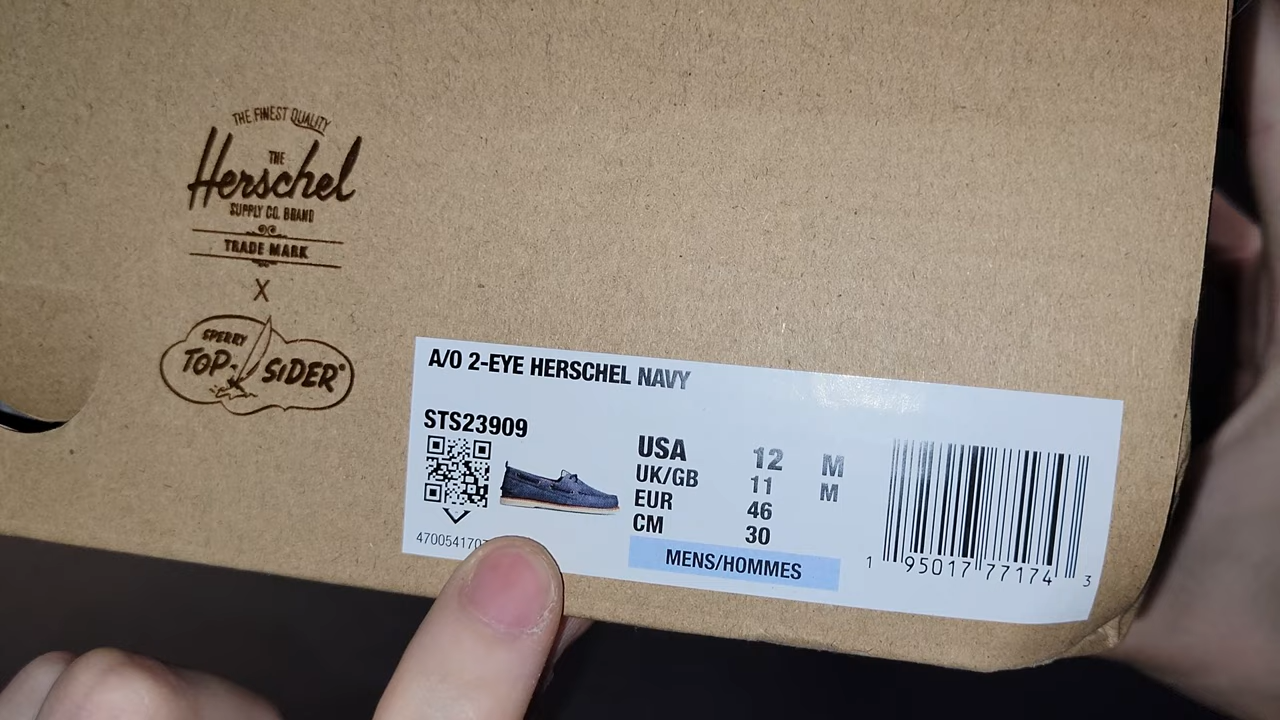 THE FINEST QUALITY
THE
Herschel
SUPPLY CO. BRAND
TRADE MARK
X
SPERRY
TOP-SIDER
A/O 2-EYE HERSCHEL NAVY
STS23909
USA 12 M
UK/GB 11 M
EUR 46
CM 30
MENS/HOMMES
1 95017 77174 3